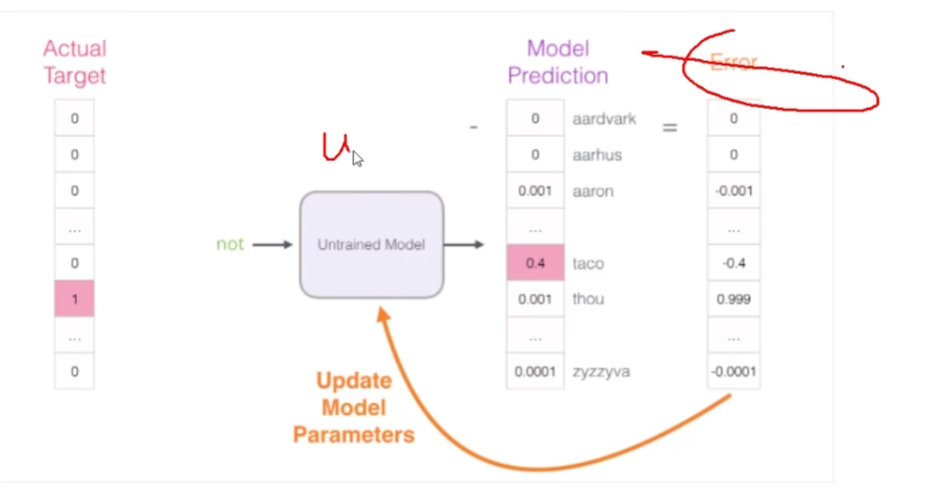 Actual
Target
Model
Prediction
Error
0
-
0
aardvark
=
0
0
0
aarhus
0
0
0.001
aaron
-0.001
...
...
...
not
Untrained Model
0
0.4
taco
-0.4
1
0.001
thou
0.999
...
...
...
0
0.0001
zyzzyva
-0.0001
Update
Model
Parameters
u